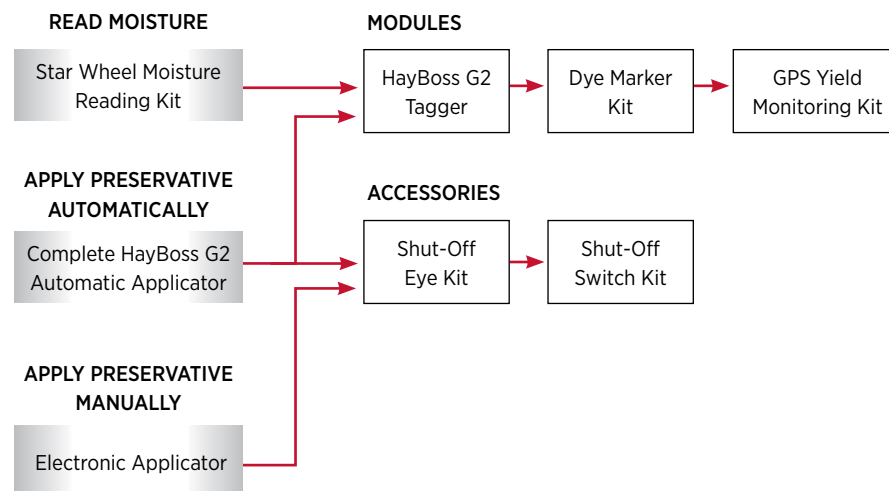 READ MOISTURE
Star Wheel Moisture
Reading Kit
MODULES
HayBoss G2
Tagger
Dye Marker
Kit
GPS Yield
Monitoring Kit
APPLY PRESERVATIVE
AUTOMATICALLY
Complete HayBoss G2
Automatic Applicator
ACCESSORIES
Shut-Off
Eye Kit
Shut-Off
Switch Kit
APPLY PRESERVATIVE
MANUALLY
Electronic Applicator